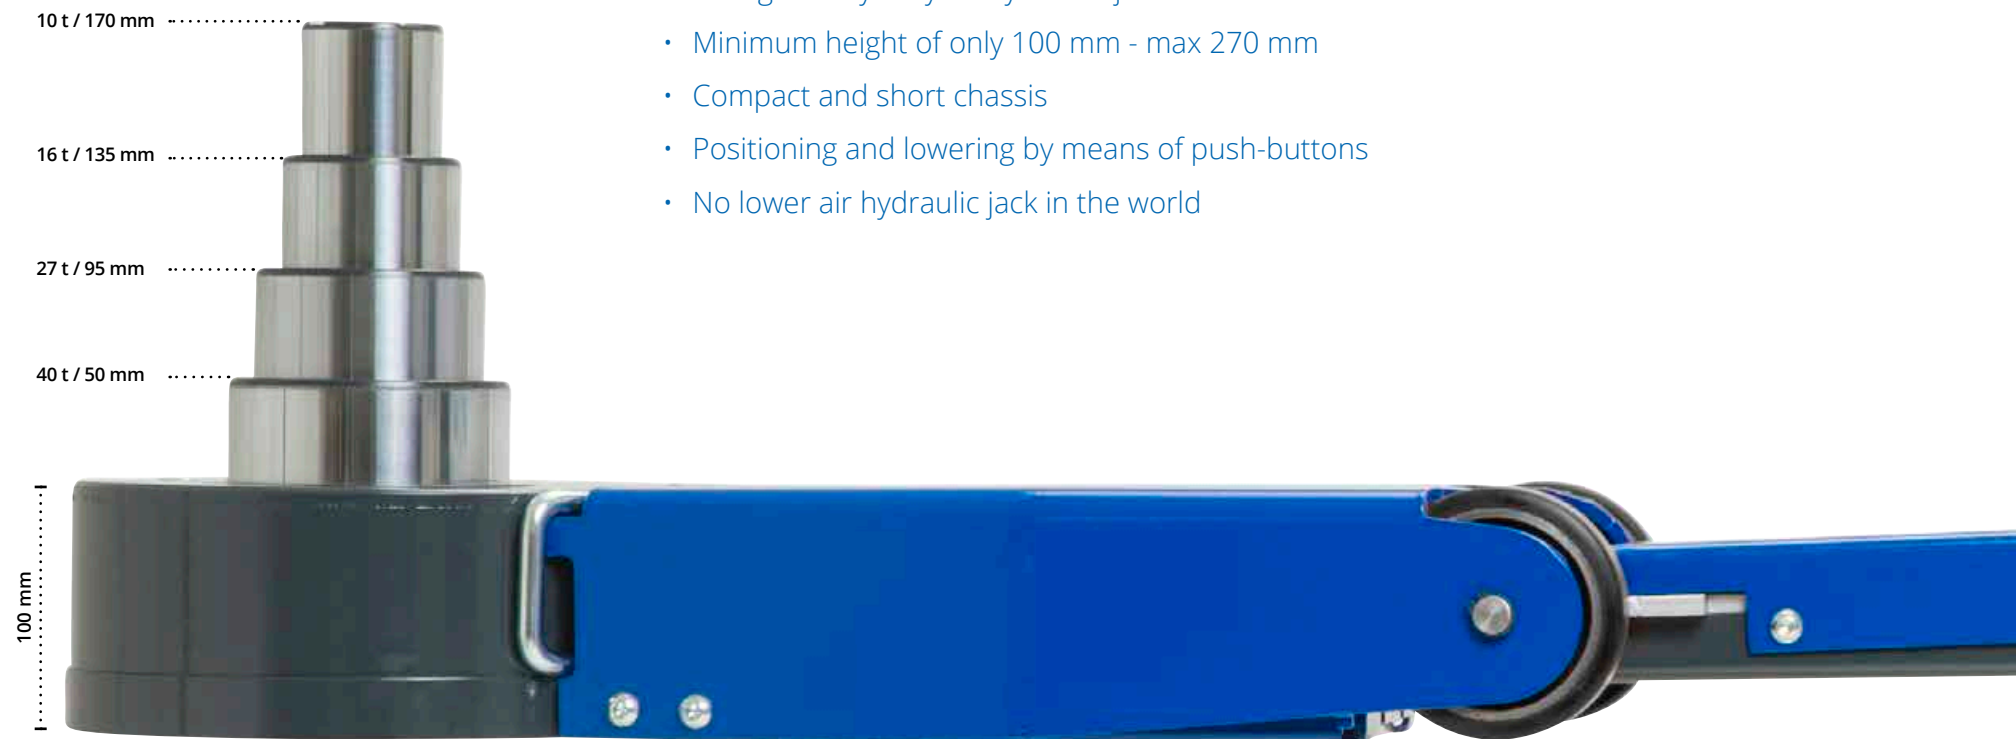 10 t / 170 mm
16 t / 135 mm
27 t / 95 mm
40 t / 50 mm
100 mm
• Minimum height of only 100 mm - max 270 mm
• Compact and short chassis
• Positioning and lowering by means of push-buttons
• No lower air hydraulic jack in the world